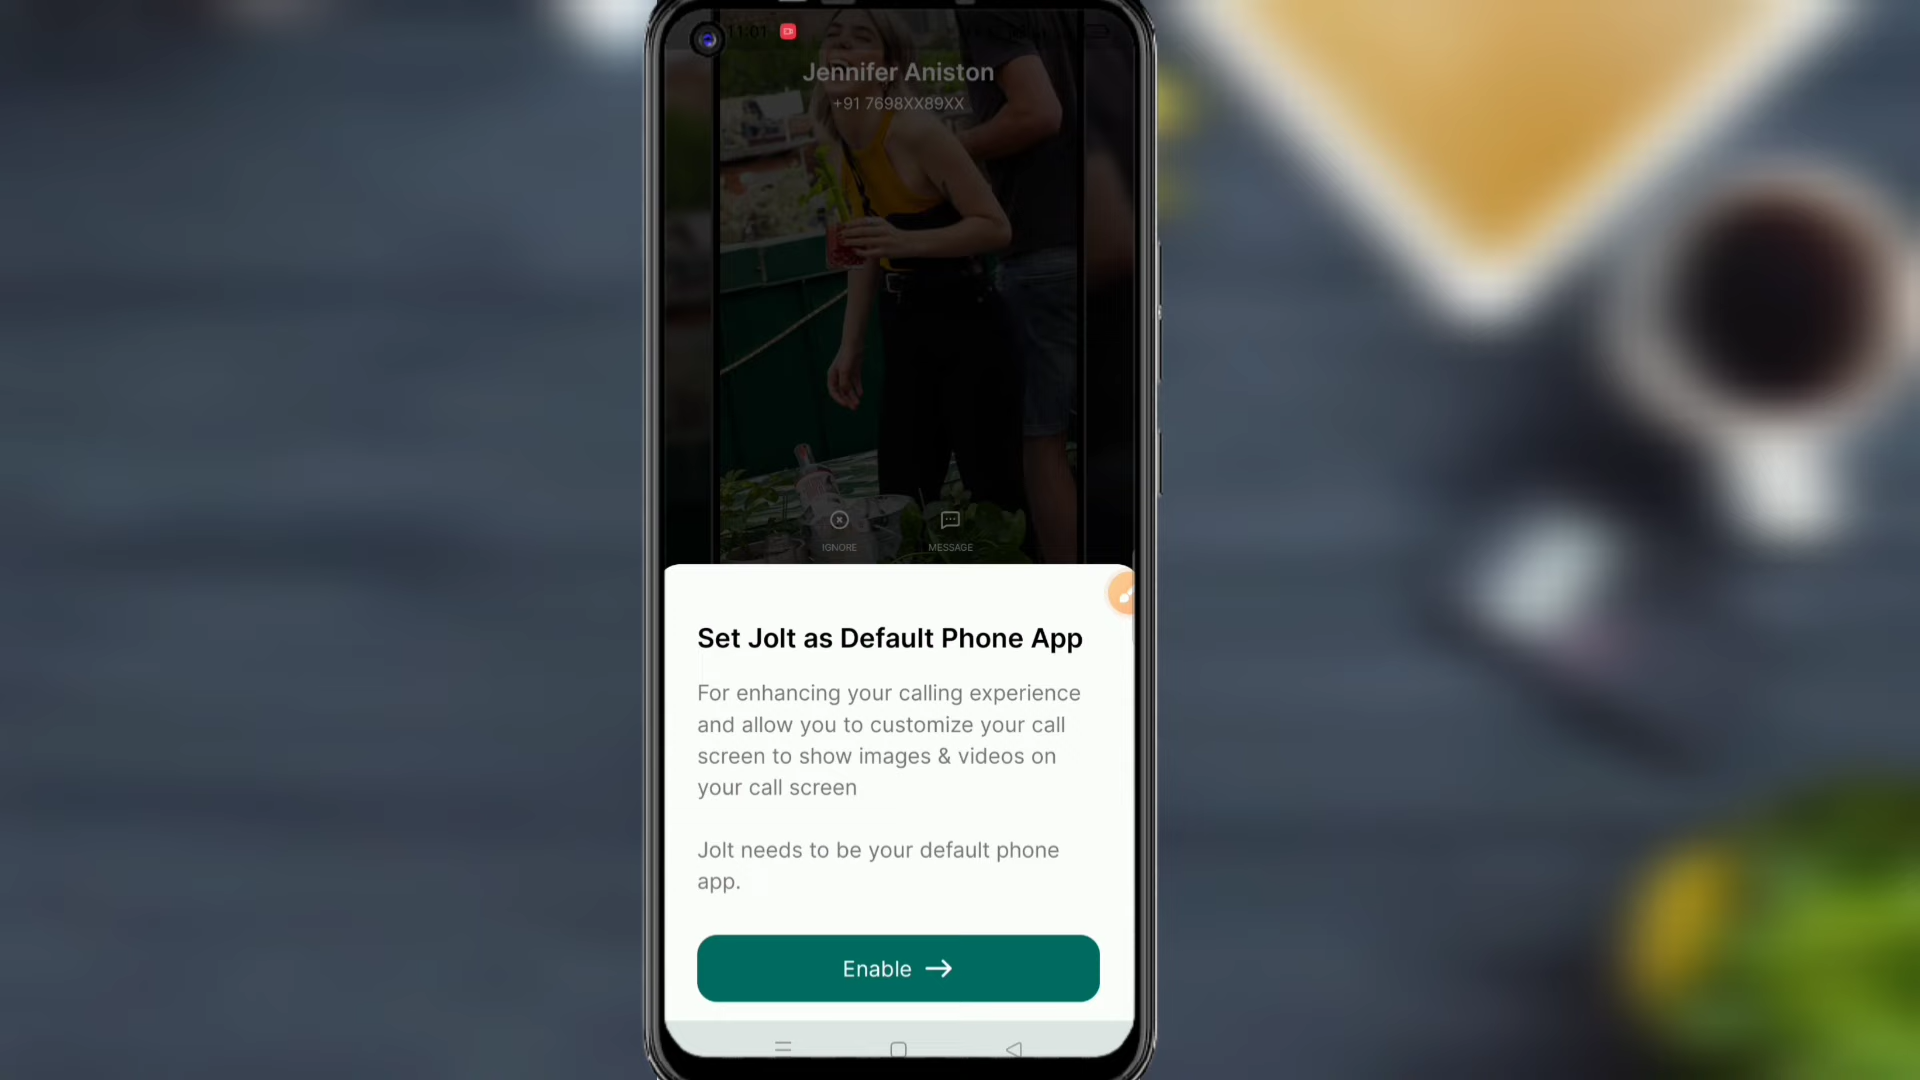 11:01
Jennifer Aniston
+91 7698XX89XX
IGNORE
MESSAGE
Set Jolt as Default Phone App
For enhancing your calling experience
and allow you to customize your call
screen to show images & videos on
your call screen
Jolt needs to be your default phone
app.
Enable